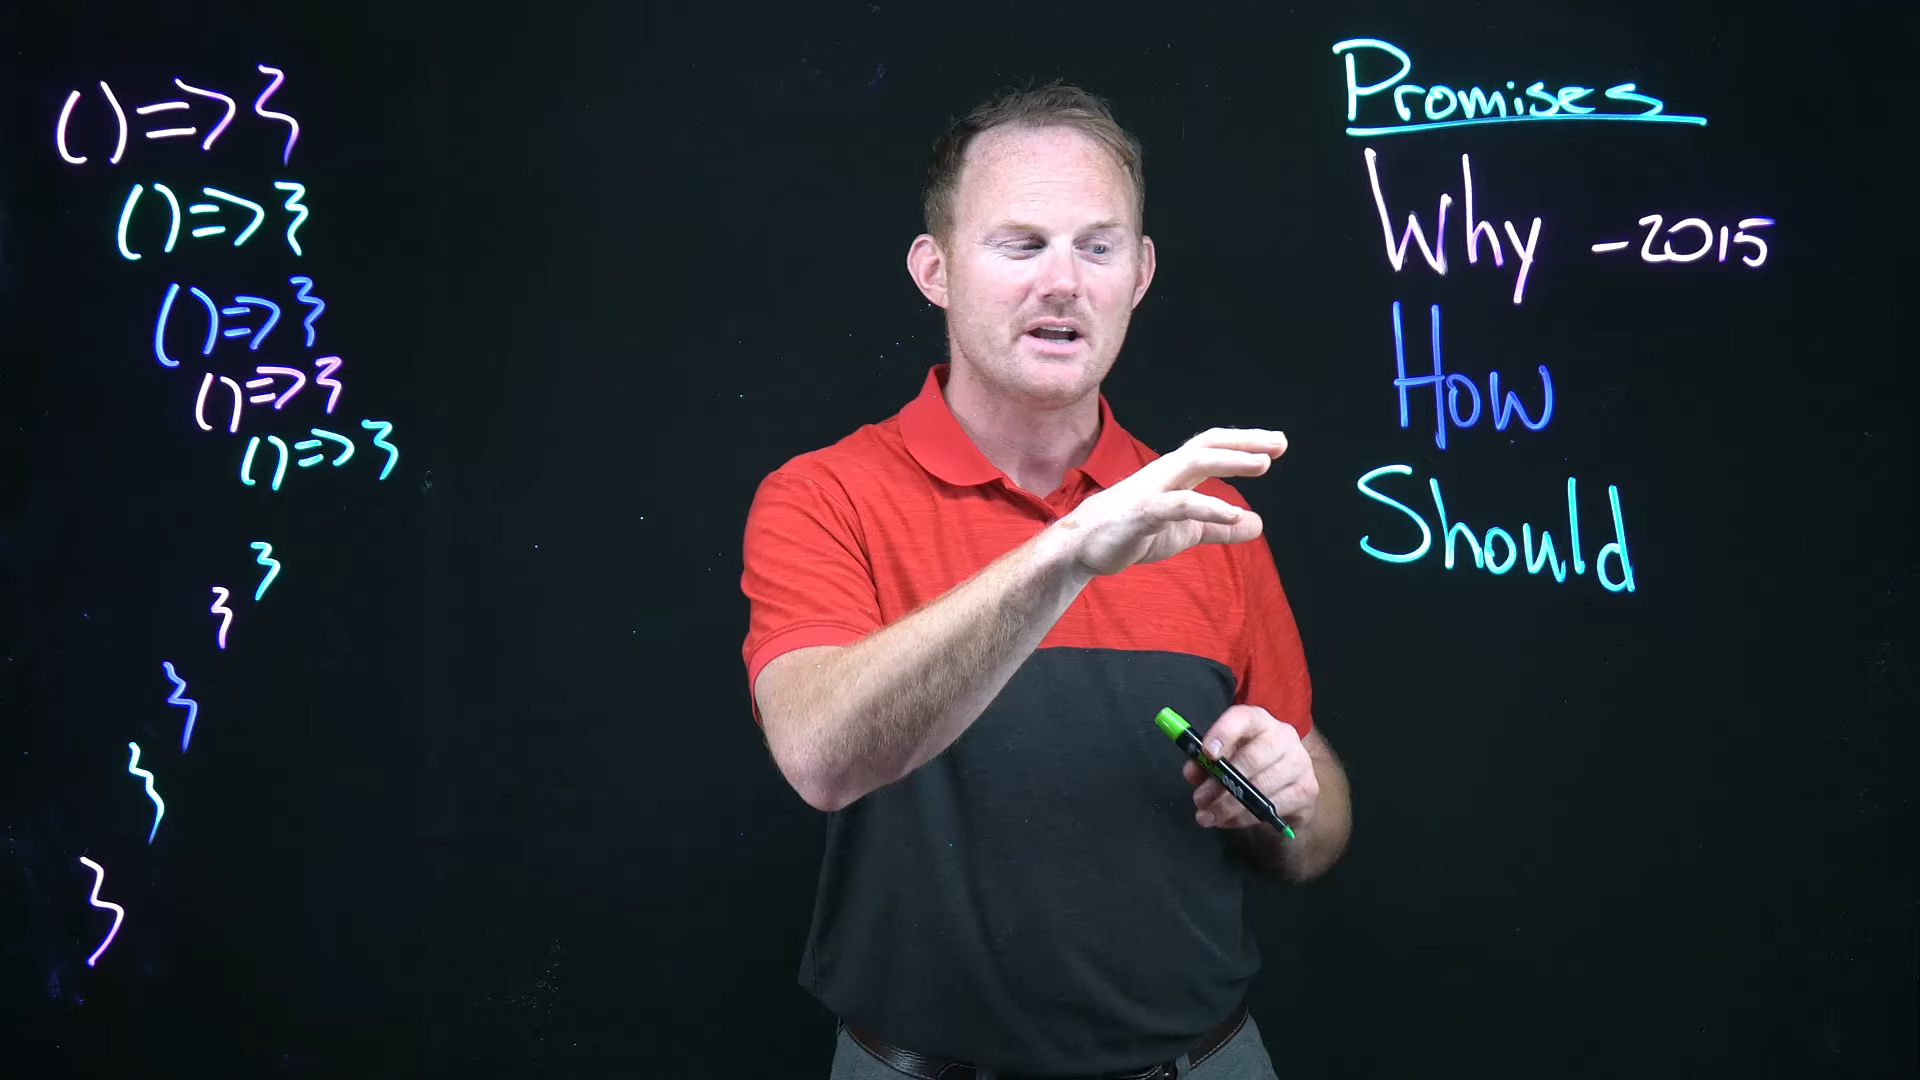 ()=>}
()=>}
()=>}
()=>}
()=>}
}
}
}
}
}
Promises
Why -2015
How
Should